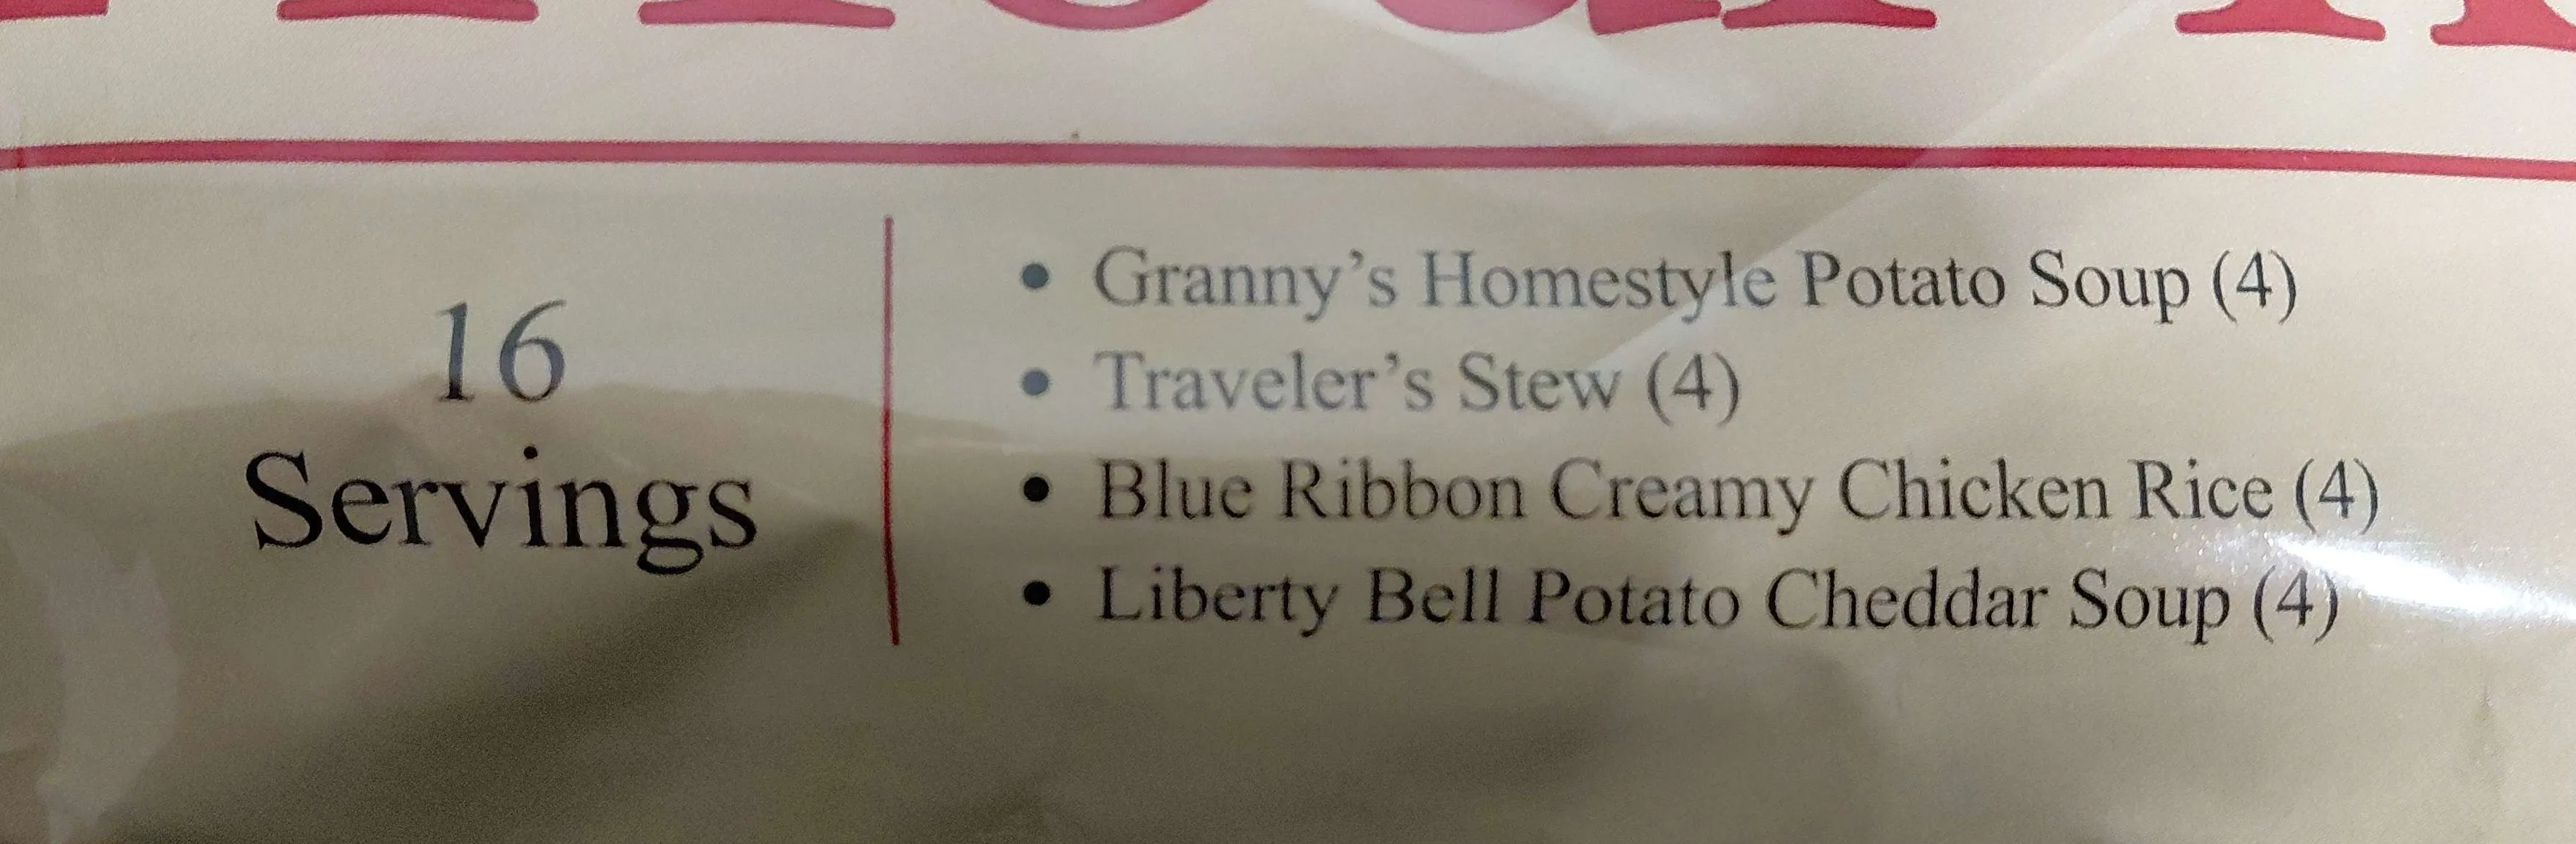 16
Servings
• Granny’s Homestyle Potato Soup (4)
• Traveler’s Stew (4)
• Blue Ribbon Creamy Chicken Rice (4)
• Liberty Bell Potato Cheddar Soup (4)